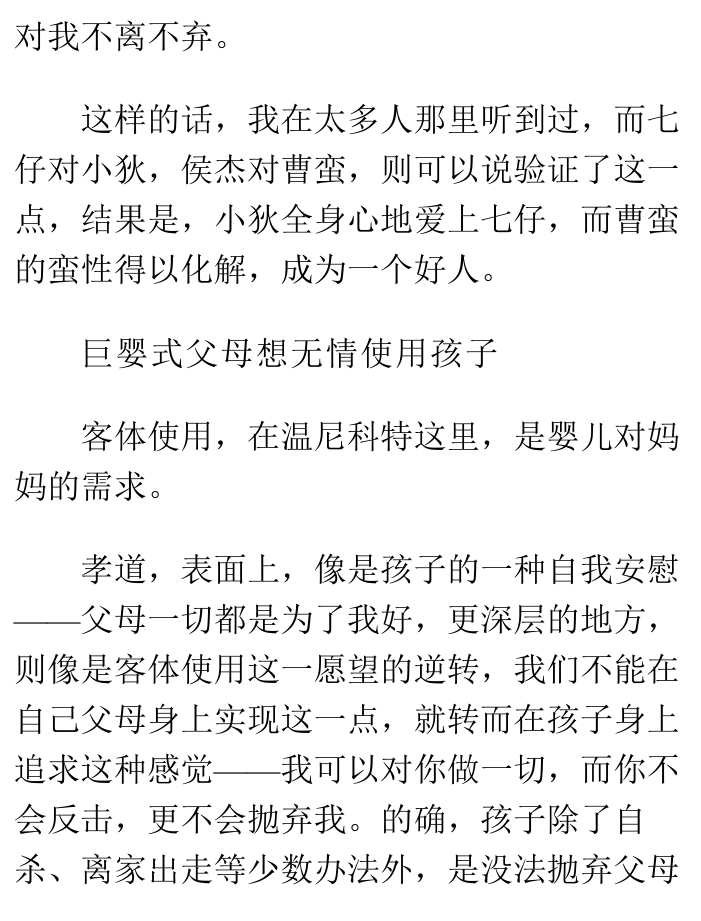 对我不离不弃。
这样的话，我在太多人那里听到过，而七
仔对小狄，侯杰对曹蛮，则可以说验证了这一
点，结果是，小狄全身心地爱上七仔，而曹蛮
的蛮性得以化解，成为一个好人。
巨婴式父母想无情使用孩子
客体使用，在温尼科特这里，是婴儿对妈
妈的需求。
孝道，表面上，像是孩子的一种自我安慰
——父母一切都是为了我好，更深层的地方，
则像是客体使用这一愿望的逆转，我们不能在
自己父母身上实现这一点，就转而在孩子身上
追求这种感觉——我可以对你做一切，而你不
会反击，更不会抛弃我。的确，孩子除了自
杀、离家出走等少数办法外，是没法抛弃父母